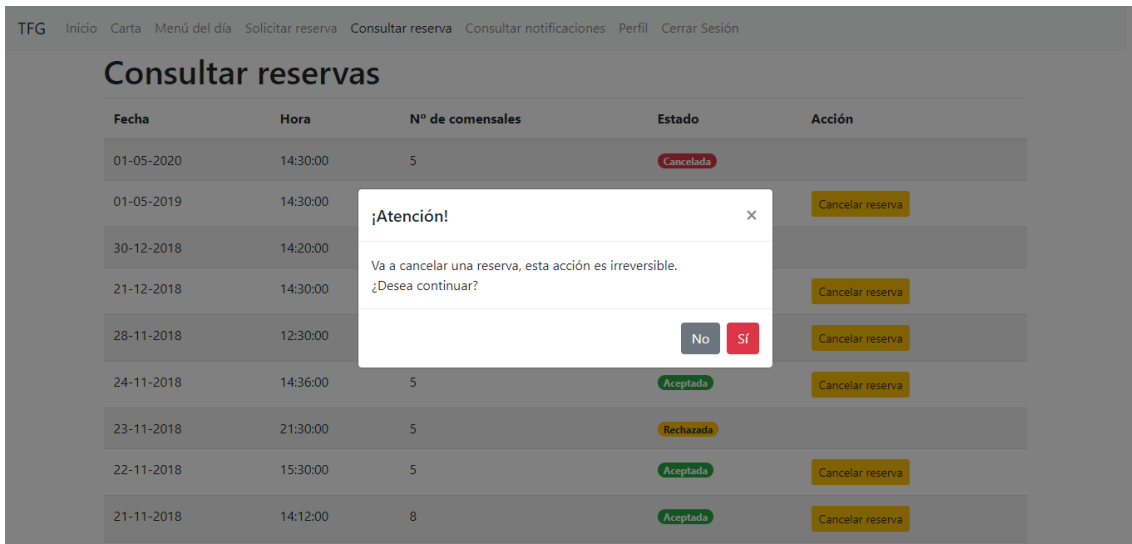 TFG Inicio Carta Menú del día Solicitar reserva Consultar reserva Consultar notificaciones Perfil Cerrar Sesión
Consultar reservas
Fecha Hora Nº de comensales Estado Acción
01-05-2020 14:30:00 5 Cancelada
01-05-2019 14:30:00 Cancelar reserva
¡Atención! ×
30-12-2018 14:20:00
Va a cancelar una reserva, esta acción es irreversible.
¿Desea continuar?
21-12-2018 14:30:00 Cancelar reserva
28-11-2018 12:30:00 Cancelar reserva
No Sí
24-11-2018 14:36:00 5 Aceptada Cancelar reserva
23-11-2018 21:30:00 5 Rechazada
22-11-2018 15:30:00 5 Aceptada Cancelar reserva
21-11-2018 14:12:00 8 Aceptada Cancelar reserva